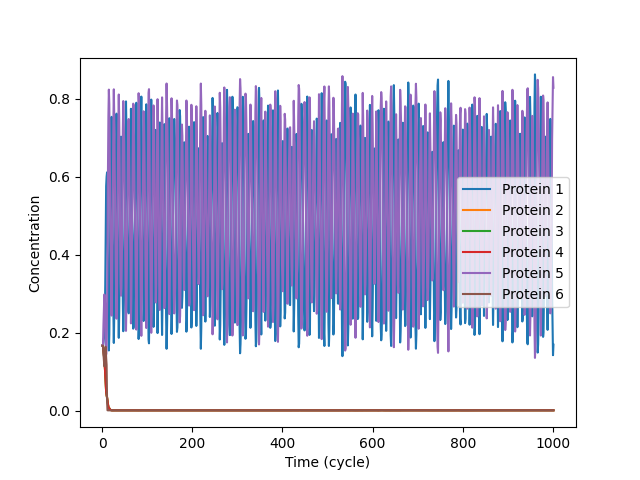 Concentration
0.8
0.6
0.4
0.2
0.0
Protein 1
Protein 2
Protein 3
Protein 4
Protein 5
Protein 6
0 200 400 600 800 1000
Time (cycle)